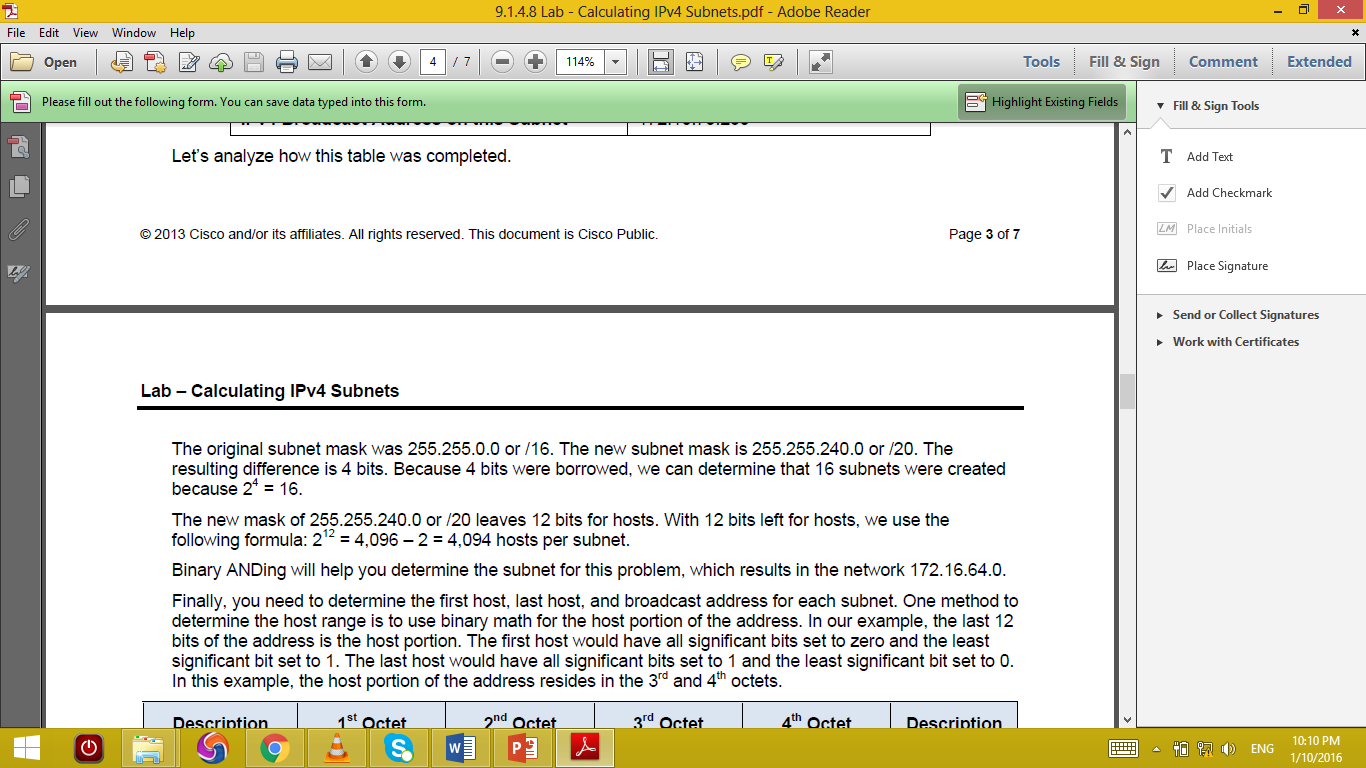 9.1.4.8 Lab - Calculating IPv4 Subnets.pdf - Adobe Reader
File Edit View Window Help
Open 4 / 7 114% Tools Fill & Sign Comment Extended
Please fill out the following form. You can save data typed into this form.
Highlight Existing Fields
Let's analyze how this table was completed.
© 2013 Cisco and/or its affiliates. All rights reserved. This document is Cisco Public. Page 3 of 7
Lab – Calculating IPv4 Subnets
The original subnet mask was 255.255.0.0 or /16. The new subnet mask is 255.255.240.0 or /20. The
resulting difference is 4 bits. Because 4 bits were borrowed, we can determine that 16 subnets were created
because 2⁴ = 16.
The new mask of 255.255.240.0 or /20 leaves 12 bits for hosts. With 12 bits left for hosts, we use the
following formula: 2¹² = 4,096 – 2 = 4,094 hosts per subnet.
Binary ANDing will help you determine the subnet for this problem, which results in the network 172.16.64.0.
Finally, you need to determine the first host, last host, and broadcast address for each subnet. One method to
determine the host range is to use binary math for the host portion of the address. In our example, the last 12
bits of the address is the host portion. The first host would have all significant bits set to zero and the least
significant bit set to 1. The last host would have all significant bits set to 1 and the least significant bit set to 0.
In this example, the host portion of the address resides in the 3rd and 4th octets.
Description 1st Octet 2nd Octet 3rd Octet 4th Octet Description
Fill & Sign Tools
T Add Text
Add Checkmark
LM Place Initials
Place Signature
Send or Collect Signatures
Work with Certificates
ENG
10:10 PM
1/10/2016